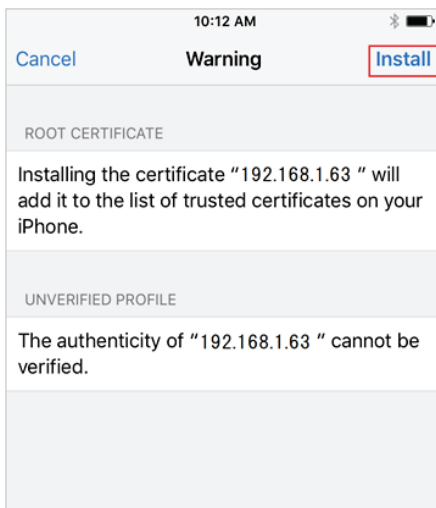 10:12 AM
Cancel Warning Install
ROOT CERTIFICATE
Installing the certificate “192.168.1.63 ” will
add it to the list of trusted certificates on your
iPhone.
UNVERIFIED PROFILE
The authenticity of “192.168.1.63 ” cannot be
verified.